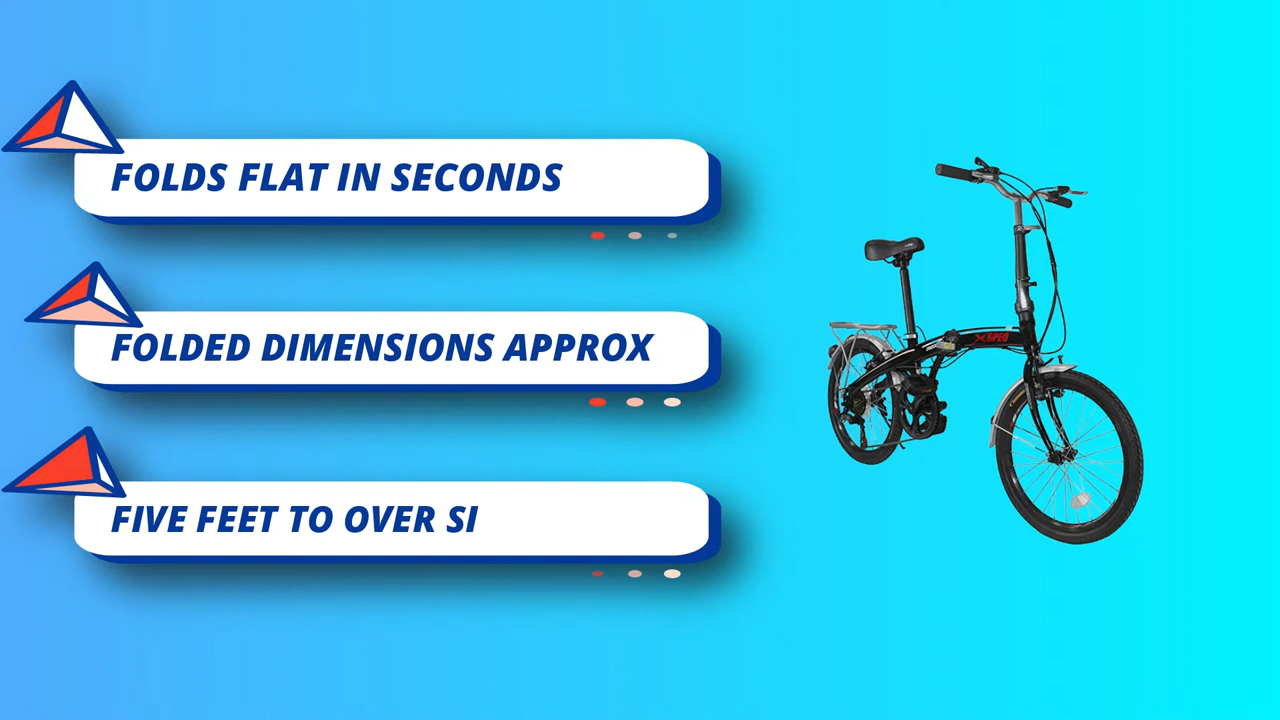 FOLDS FLAT IN SECONDS
FOLDED DIMENSIONS APPROX
FIVE FEET TO OVER SI